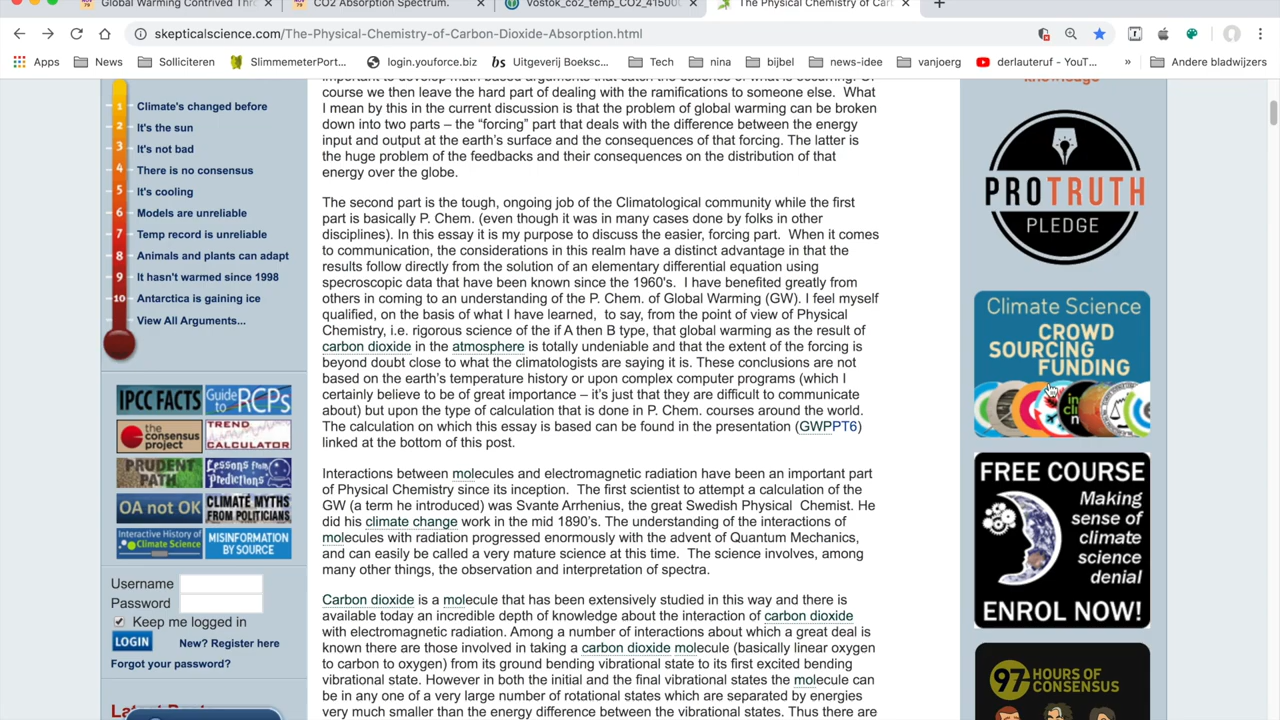 Global Warming Contrived Thr
CO2 Absorption Spectrum.
Vostok_co2_temp_CO2_41500
The Physical Chemistry of Car
skepticalscience.com/The-Physical-Chemistry-of-Carbon-Dioxide-Absorption.html
Apps
News
Solliciteren
SlimmemeterPort...
login.youforce.biz
bs Uitgeverij Boeksc...
Tech
nina
bijbel
news-idee
vanjoerg
derlauteruf - YouT...
»
Andere bladwijzers
1 Climate's changed before
2 It's the sun
3 It's not bad
4 There is no consensus
5 It's cooling
6 Models are unreliable
7 Temp record is unreliable
8 Animals and plants can adapt
9 It hasn't warmed since 1998
10 Antarctica is gaining ice
View All Arguments...
IPCC FACTS
Guide to RCPs
the consensus project
TREND CALCULATOR
PRUDENT PATH
Lessons from Predictions
OA not OK
CLIMATE MYTHS FROM POLITICIANS
Interactive History of Climate Science
MISINFORMATION BY SOURCE
Username
Password
Keep me logged in
LOGIN
New? Register here
Forgot your password?
Latest Posts
important to develop math based arguments that catch the essence of what is occurring. Of
course we then leave the hard part of dealing with the ramifications to someone else. What
I mean by this in the current discussion is that the problem of global warming can be broken
down into two parts – the “forcing” part that deals with the difference between the energy
input and output at the earth’s surface and the consequences of that forcing. The latter is
the huge problem of the feedbacks and their consequences on the distribution of that
energy over the globe.
The second part is the tough, ongoing job of the Climatological community while the first
part is basically P. Chem. (even though it was in many cases done by folks in other
disciplines). In this essay it is my purpose to discuss the easier, forcing part. When it comes
to communication, the considerations in this realm have a distinct advantage in that the
results follow directly from the solution of an elementary differential equation using
specroscopic data that have been known since the 1960’s. I have benefited greatly from
others in coming to an understanding of the P. Chem. of Global Warming (GW). I feel myself
qualified, on the basis of what I have learned, to say, from the point of view of Physical
Chemistry, i.e. rigorous science of the if A then B type, that global warming as the result of
carbon dioxide in the atmosphere is totally undeniable and that the extent of the forcing is
beyond doubt close to what the climatologists are saying it is. These conclusions are not
based on the earth’s temperature history or upon complex computer programs (which I
certainly believe to be of great importance – it’s just that they are difficult to communicate
about) but upon the type of calculation that is done in P. Chem. courses around the world.
The calculation on which this essay is based can be found in the presentation (GWPPT6)
linked at the bottom of this post.
Interactions between molecules and electromagnetic radiation have been an important part
of Physical Chemistry since its inception. The first scientist to attempt a calculation of the
GW (a term he introduced) was Svante Arrhenius, the great Swedish Physical Chemist. He
did his climate change work in the mid 1890’s. The understanding of the interactions of
molecules with radiation progressed enormously with the advent of Quantum Mechanics,
and can easily be called a very mature science at this time. The science involves, among
many other things, the observation and interpretation of spectra.
Carbon dioxide is a molecule that has been extensively studied in this way and there is
available today an incredible depth of knowledge about the interaction of carbon dioxide
with electromagnetic radiation. Among a number of interactions about which a great deal is
known there are those involved in taking a carbon dioxide molecule (basically linear oxygen
to carbon to oxygen) from its ground bending vibrational state to its first excited bending
vibrational state. However in both the initial and the final vibrational states the molecule can
be in any of of a very large number of rotational states which are separated by energies
very much smaller than the energy difference between the vibrational states. Thus there are
knowledge
PROTRUTH
PLEDGE
Climate Science
CROWD
SOURCING
FUNDING
FREE COURSE
Making
sense of
climate
science
denial
ENROL NOW!
97 HOURS OF
CONSENSUS